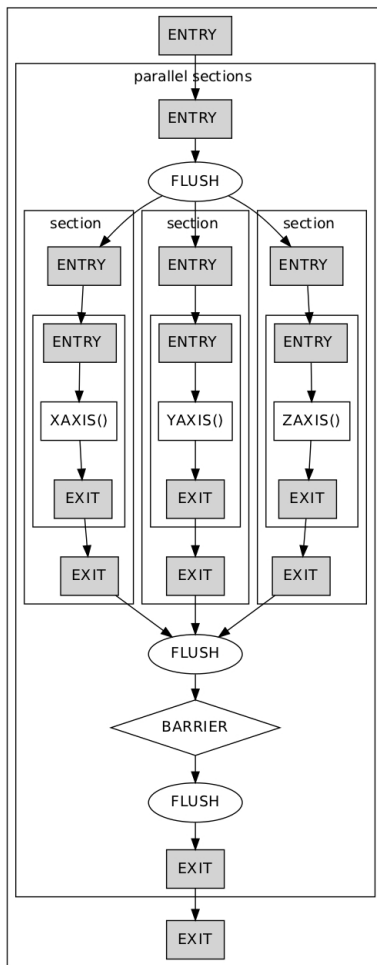 ENTRY
parallel sections
ENTRY
FLUSH
section section section
ENTRY ENTRY ENTRY
ENTRY ENTRY ENTRY
XAXIS() YAXIS() ZAXIS()
EXIT EXIT EXIT
EXIT EXIT EXIT
FLUSH
BARRIER
FLUSH
EXIT
EXIT